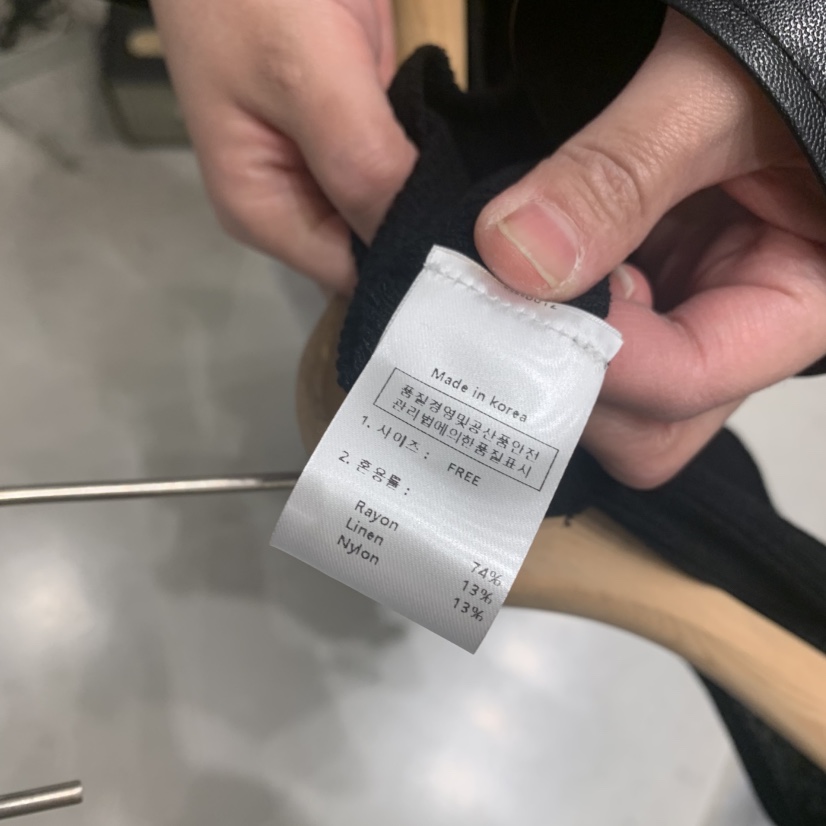 Made in korea
품질경영및공산품안전
관리법에의한품질표시
1. 사이즈 : FREE
2. 혼용률 :
Rayon 74%
Linen 13%
Nylon 13%